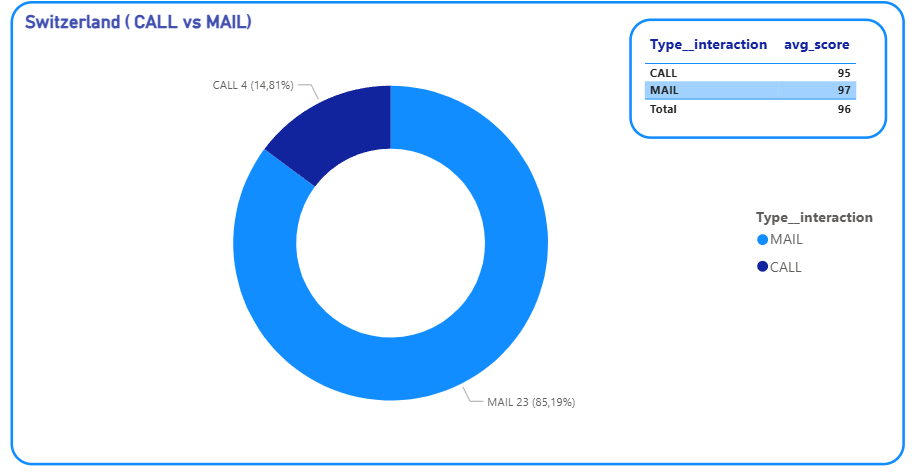 Switzerland ( CALL vs MAIL)
Type__interaction avg_score
CALL 95
MAIL 97
Total 96
CALL 4 (14,81%)
Type__interaction
MAIL
CALL
MAIL 23 (85,19%)